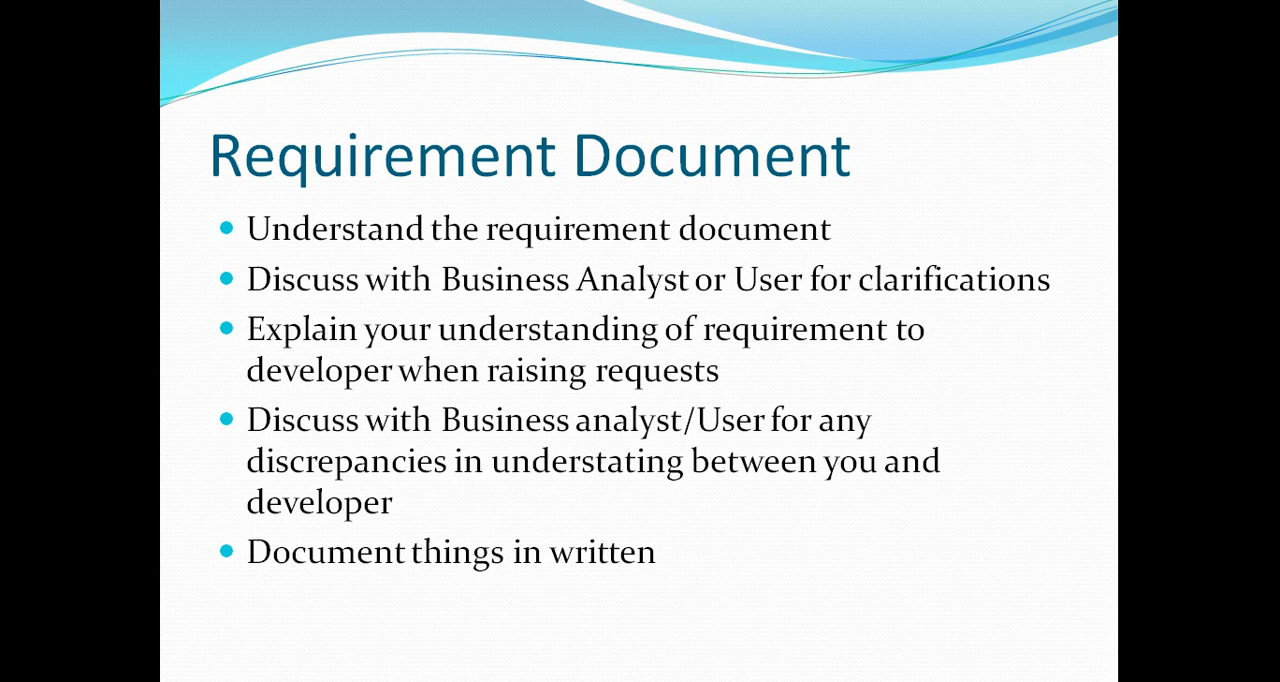 Requirement Document
Understand the requirement document
Discuss with Business Analyst or User for clarifications
Explain your understanding of requirement to
developer when raising requests
Discuss with Business analyst/User for any
discrepancies in understating between you and
developer
Document things in written